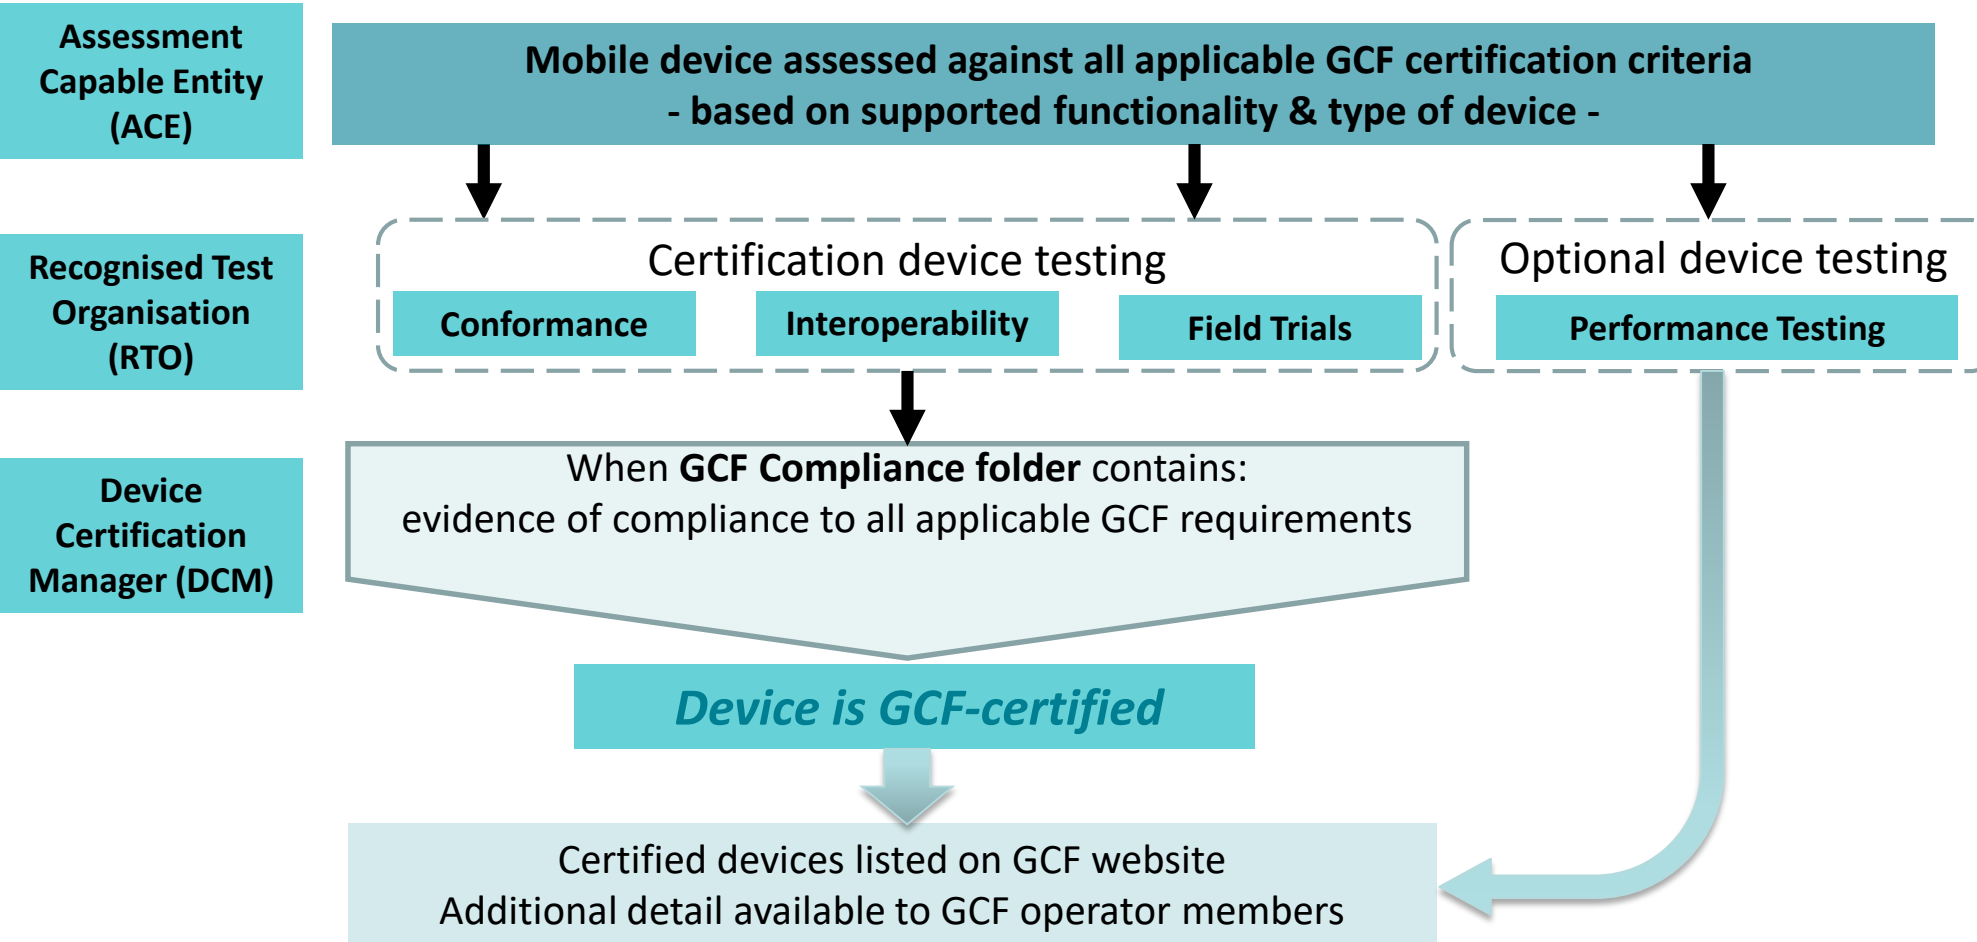 Assessment
Capable Entity
(ACE)
Mobile device assessed against all applicable GCF certification criteria
- based on supported functionality & type of device -
Recognised Test
Organisation
(RTO)
Certification device testing
Conformance
Interoperability
Field Trials
Optional device testing
Performance Testing
Device
Certification
Manager (DCM)
When GCF Compliance folder contains:
evidence of compliance to all applicable GCF requirements
Device is GCF-certified
Certified devices listed on GCF website
Additional detail available to GCF operator members